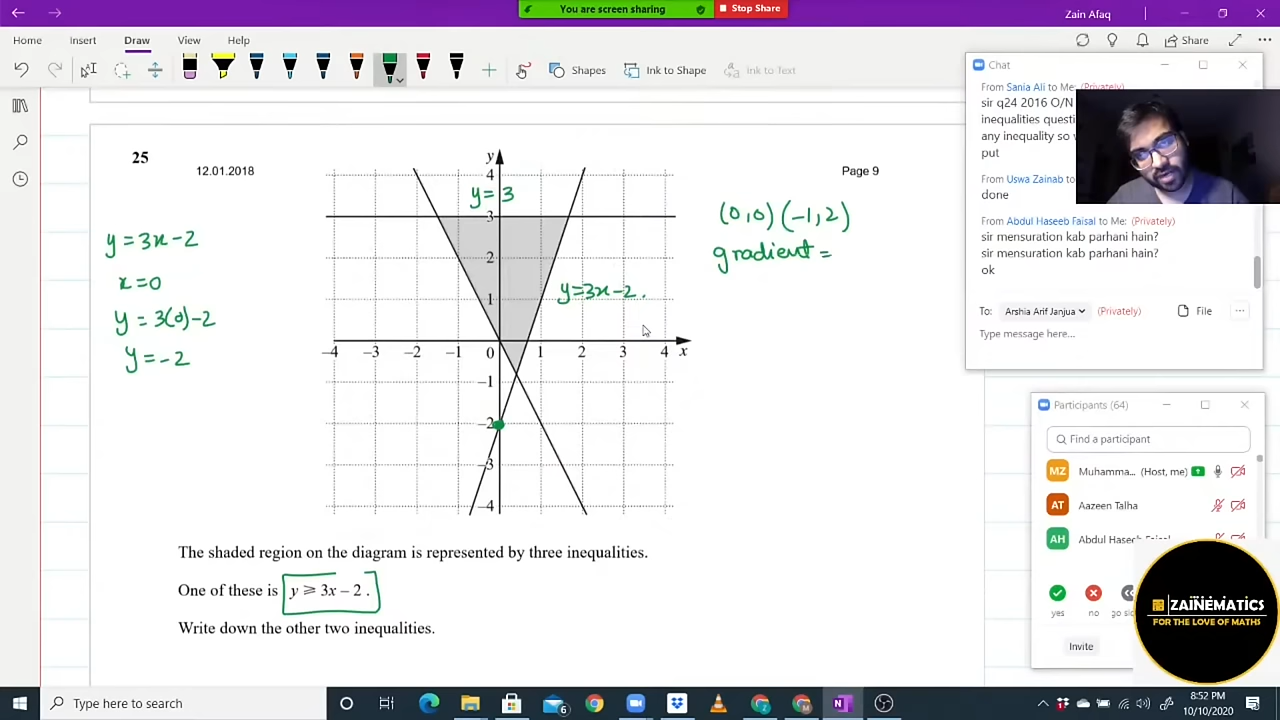 You are screen sharing
Stop Share
Zain Afaq
Home Insert Draw View Help
Share
Shapes
Ink to Shape
Ink to Text
25
12.01.2018
Page 9
y
4
3
2
1
0
–1
–2
–3
–4
–4 –3 –2 –1 0 1 2 3 4 x
y = 3
y=3x-2.
y=3x-2
x=0
y = 3(0)-2
y=-2
(0,0) (-1,2)
gradient =
The shaded region on the diagram is represented by three inequalities.
One of these is y ⩾ 3x – 2 .
Write down the other two inequalities.
Chat
From Sania Ali to Me: (Privately)
sir q24 2016 O/N
inequalities questi
any inequality so
put
From Uswa Zainab to Me:
done
From Abdul Haseeb Faisal to Me: (Privately)
sir mensuration kab parhani hain?
sir mensuration kab parhani hain?
ok
To: Arshia Arif Janjua (Privately) File
Type message here...
Participants (64)
Find a participant
MZ Muhamma... (Host, me)
AT Aazeen Talha
AH Abdul Haseeb
yes no go
Invite
ZAINEMATICS
FOR THE LOVE OF MATHS
Type here to search
8:52 PM
10/10/2020